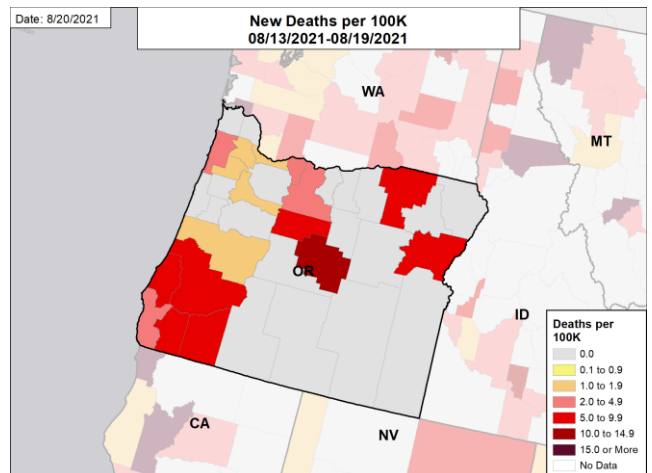 Date: 8/20/2021
New Deaths per 100K
08/13/2021-08/19/2021
WA
MT
OR
ID
CA
NV
Deaths per
100K
0.0
0.1 to 0.9
1.0 to 1.9
2.0 to 4.9
5.0 to 9.9
10.0 to 14.9
15.0 or More
No Data